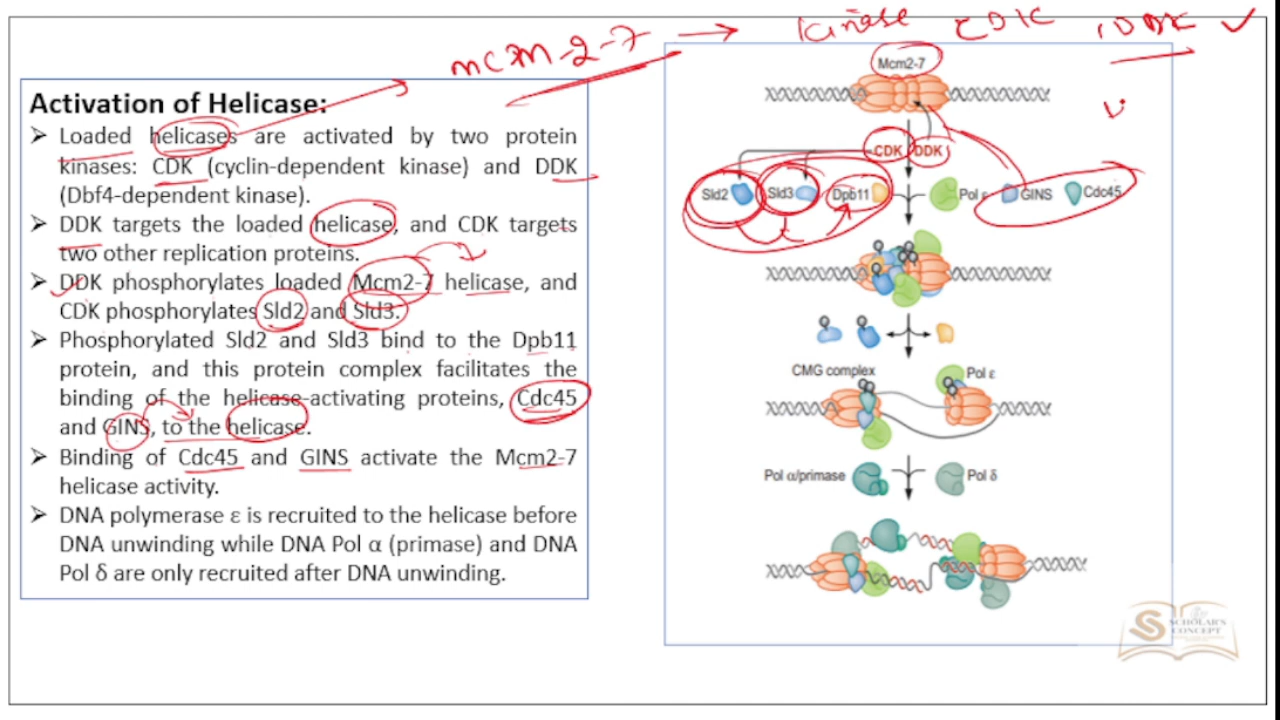 mCM-2-7 → Kinase CDK DDK ✓
Activation of Helicase:
➤ Loaded helicases are activated by two protein
kinases: CDK (cyclin-dependent kinase) and DDK
(Dbf4-dependent kinase).
➤ DDK targets the loaded helicase, and CDK targets
two other replication proteins.
➤ DDK phosphorylates loaded Mcm2-7 helicase, and
CDK phosphorylates Sld2 and Sld3.
➤ Phosphorylated Sld2 and Sld3 bind to the Dpb11
protein, and this protein complex facilitates the
binding of the helicase-activating proteins, Cdc45
and GINS, to the helicase.
➤ Binding of Cdc45 and GINS activate the Mcm2-7
helicase activity.
➤ DNA polymerase ε is recruited to the helicase before
DNA unwinding while DNA Pol α (primase) and DNA
Pol δ are only recruited after DNA unwinding.
Mcm2-7
CDK DDK
Sld2 Sld3 Dpb11 Pol ε GINS Cdc45
CMG complex Pol ε
Pol α/primase Pol δ
SCHOLAR'S
CONCEPT